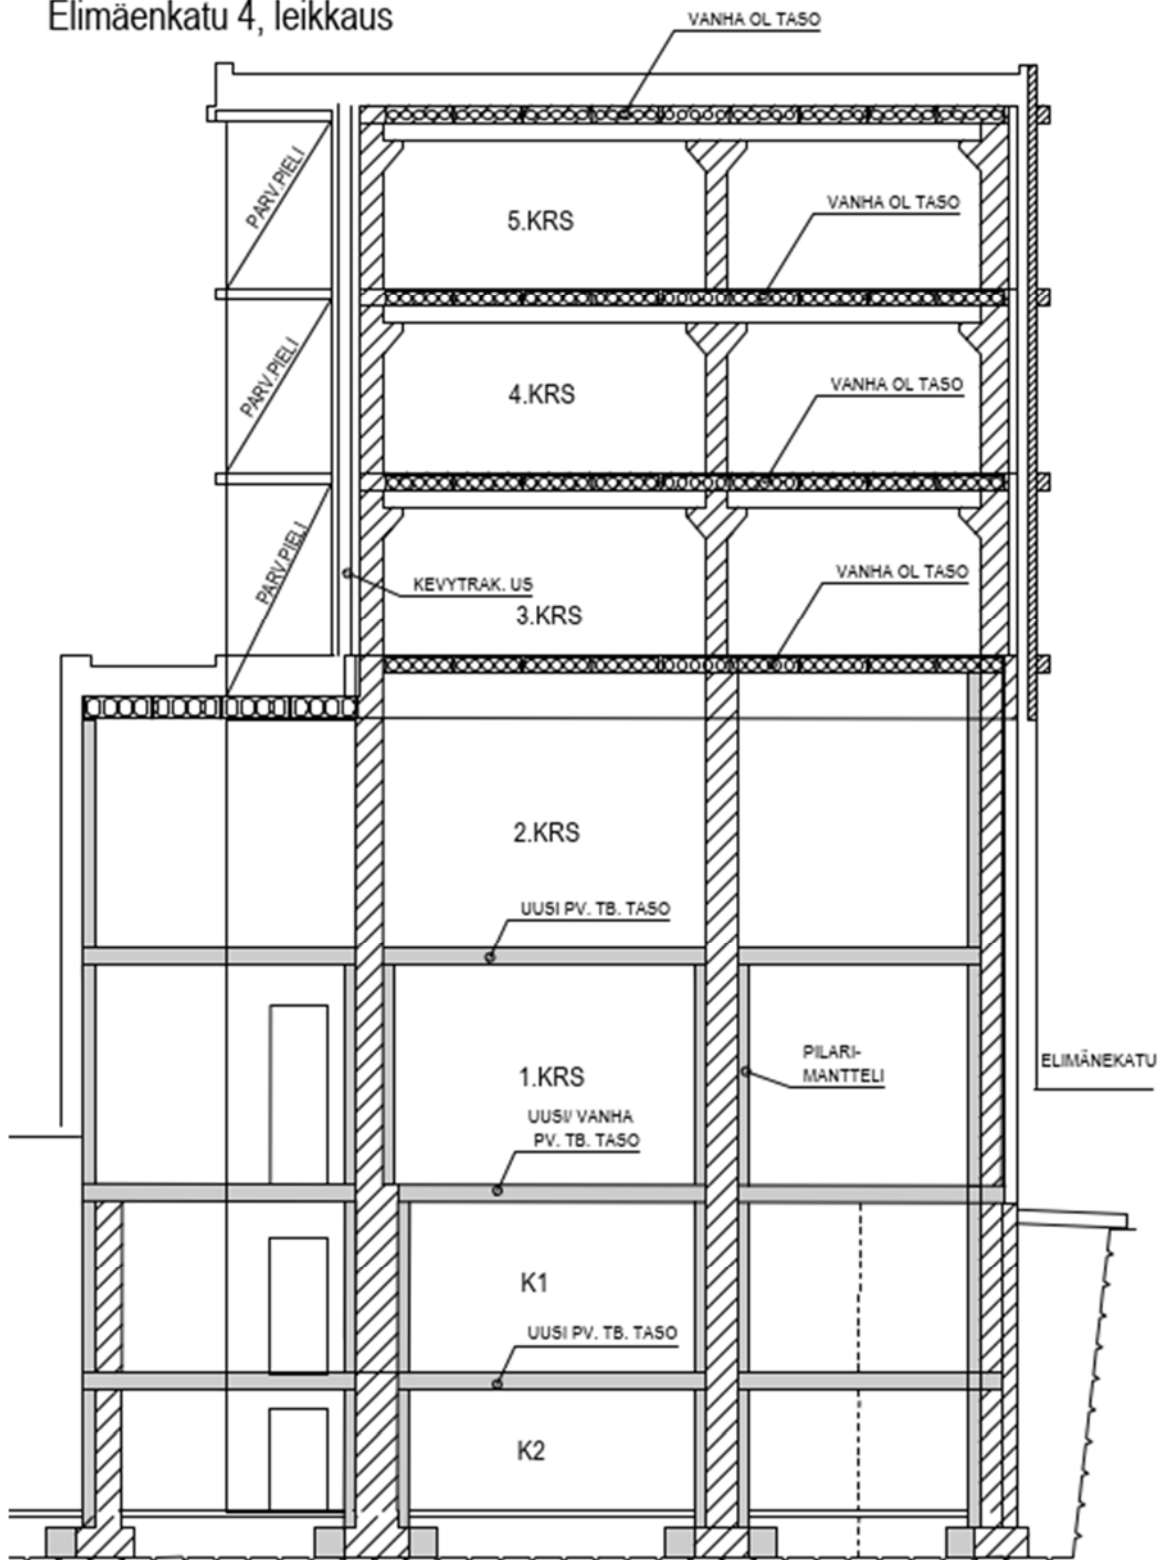 Elimäenkatu 4, leikkaus
VANHA OL TASO
PARV.PIELI
5.KRS
VANHA OL TASO
PARV.PIELI
4.KRS
VANHA OL TASO
PARV.PIELI
KEVYTRAK. US
3.KRS
VANHA OL TASO
2.KRS
UUSI PV. TB. TASO
1.KRS
PILARI-
MANTTELI
ELIMÄNEKATU
UUSI/ VANHA
PV. TB. TASO
K1
UUSI PV. TB. TASO
K2